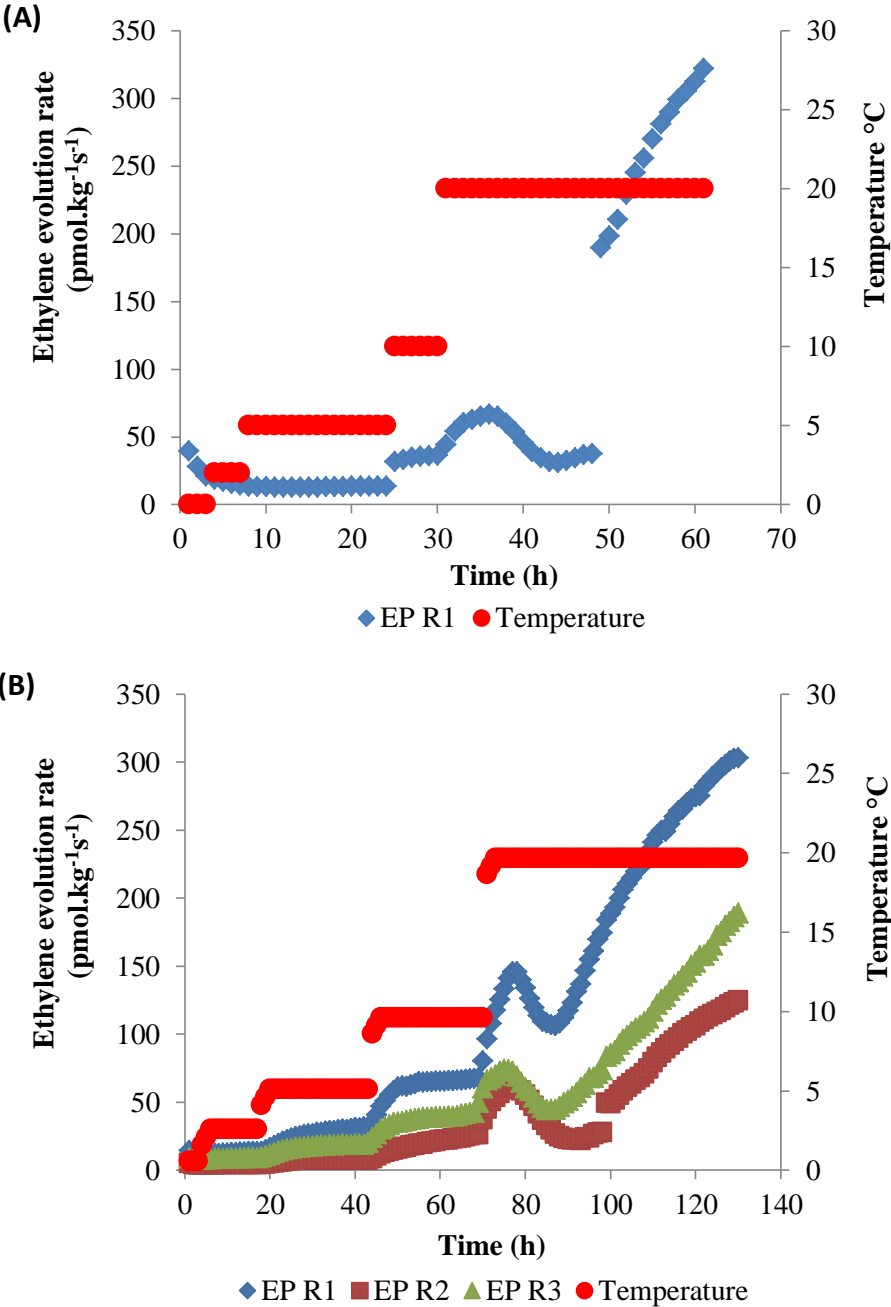 (A)
350
300
250
200
150
100
50
0
30
25
20
15
10
5
0
0 10 20 30 40 50 60 70
Ethylene evolution rate
(pmol.kg-1s-1)
Temperature °C
Time (h)
EP R1 Temperature
(B)
350
300
250
200
150
100
50
0
30
25
20
15
10
5
0
0 20 40 60 80 100 120 140
Ethylene evolution rate
(pmol.kg-1s-1)
Temperature °C
Time (h)
EP R1 EP R2 EP R3 Temperature